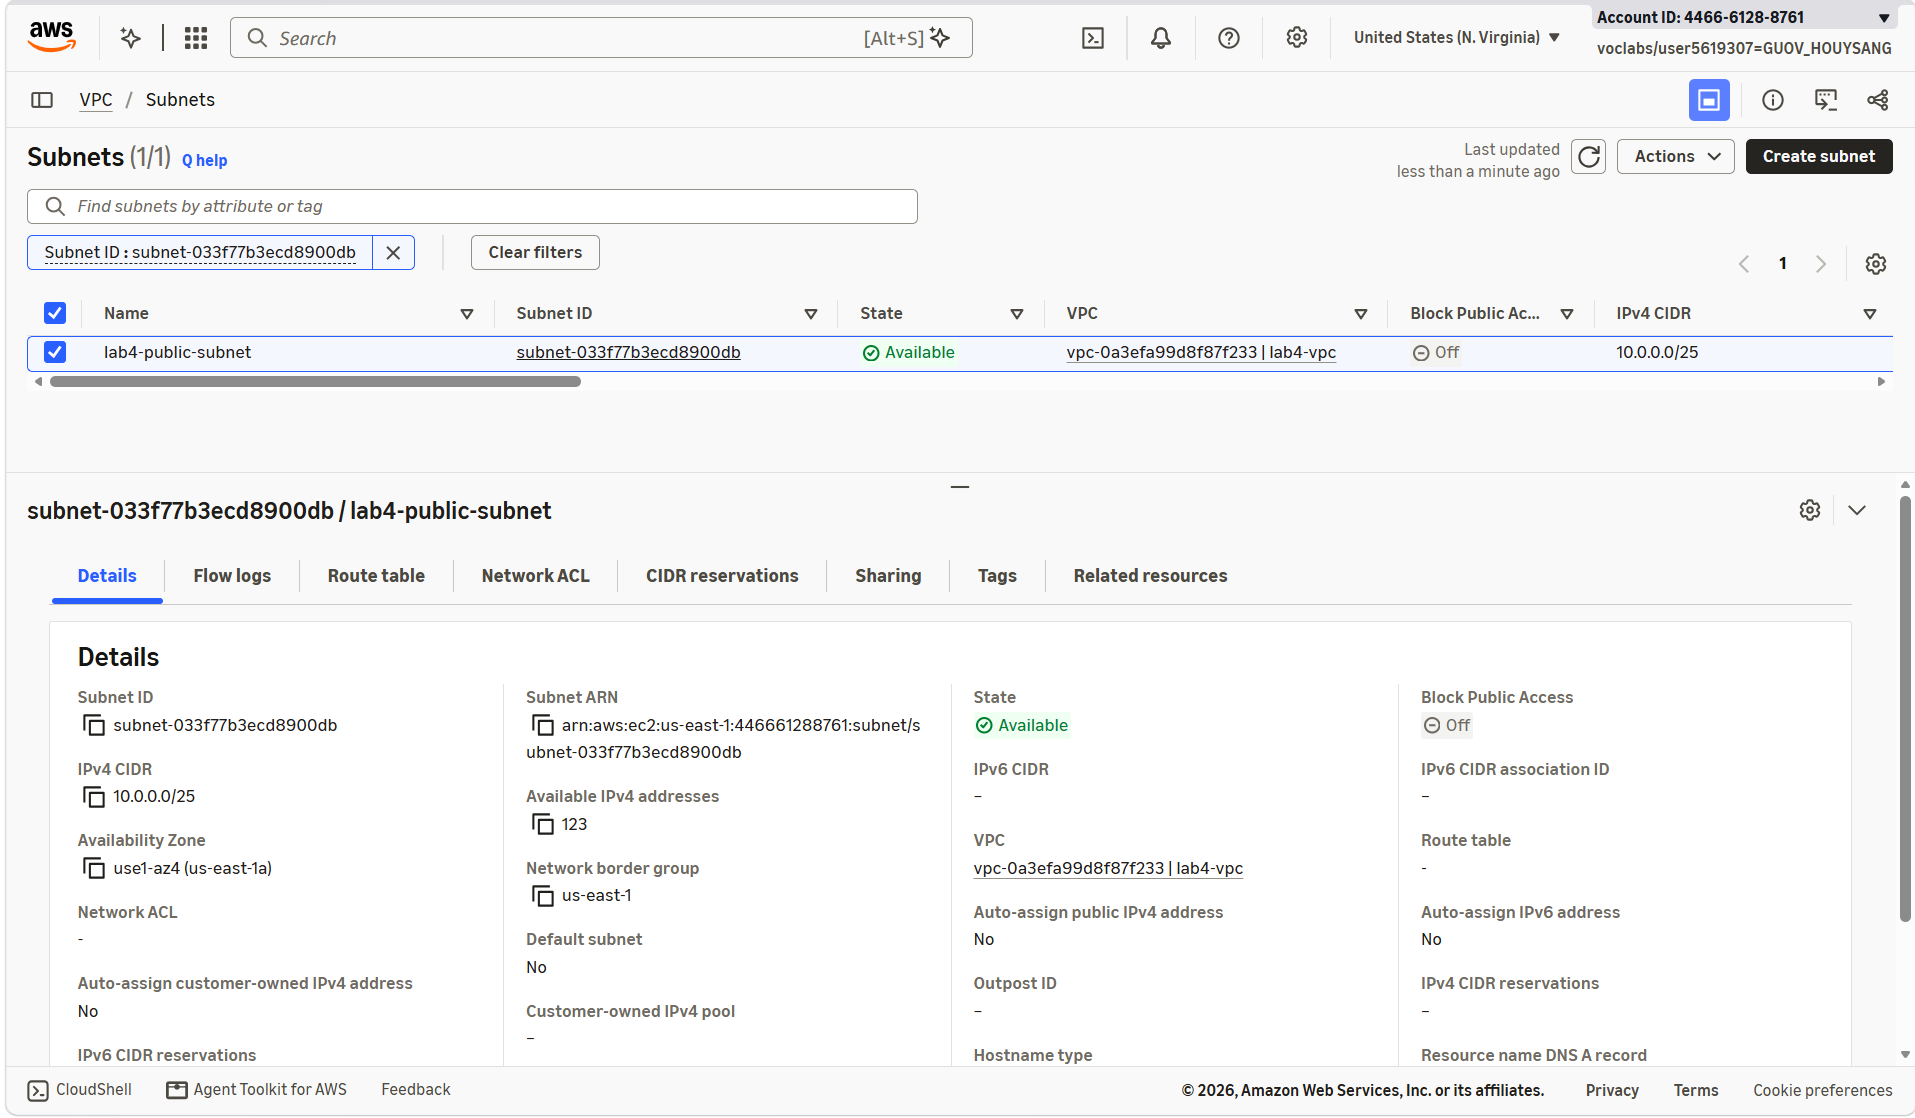 aws
Search [Alt+S]
United States (N. Virginia)
Account ID: 4466-6128-8761
voclabs/user5619307=GUOV_HOUYSANG
VPC / Subnets
Subnets (1/1) Q help
Last updated
less than a minute ago
Actions
Create subnet
Find subnets by attribute or tag
Subnet ID : subnet-033f77b3ecd8900db
Clear filters
1
Name Subnet ID State VPC Block Public Ac... IPv4 CIDR
lab4-public-subnet subnet-033f77b3ecd8900db Available vpc-0a3efa99d8f87f233 | lab4-vpc Off 10.0.0.0/25
subnet-033f77b3ecd8900db / lab4-public-subnet
Details Flow logs Route table Network ACL CIDR reservations Sharing Tags Related resources
Details
Subnet ID
subnet-033f77b3ecd8900db
IPv4 CIDR
10.0.0.0/25
Availability Zone
use1-az4 (us-east-1a)
Network ACL
-
Auto-assign customer-owned IPv4 address
No
IPv6 CIDR reservations
Subnet ARN
arn:aws:ec2:us-east-1:446661288761:subnet/s
ubnet-033f77b3ecd8900db
Available IPv4 addresses
123
Network border group
us-east-1
Default subnet
No
Customer-owned IPv4 pool
–
State
Available
IPv6 CIDR
–
VPC
vpc-0a3efa99d8f87f233 | lab4-vpc
Auto-assign public IPv4 address
No
Outpost ID
–
Hostname type
Block Public Access
Off
IPv6 CIDR association ID
–
Route table
-
Auto-assign IPv6 address
No
IPv4 CIDR reservations
–
Resource name DNS A record
CloudShell Agent Toolkit for AWS Feedback
© 2026, Amazon Web Services, Inc. or its affiliates. Privacy Terms Cookie preferences